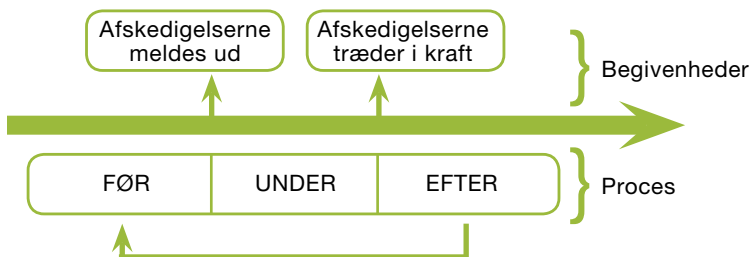 Afskedigelserne
meldes ud
Afskedigelserne
træder i kraft
Begivenheder
FØR
UNDER
EFTER
Proces